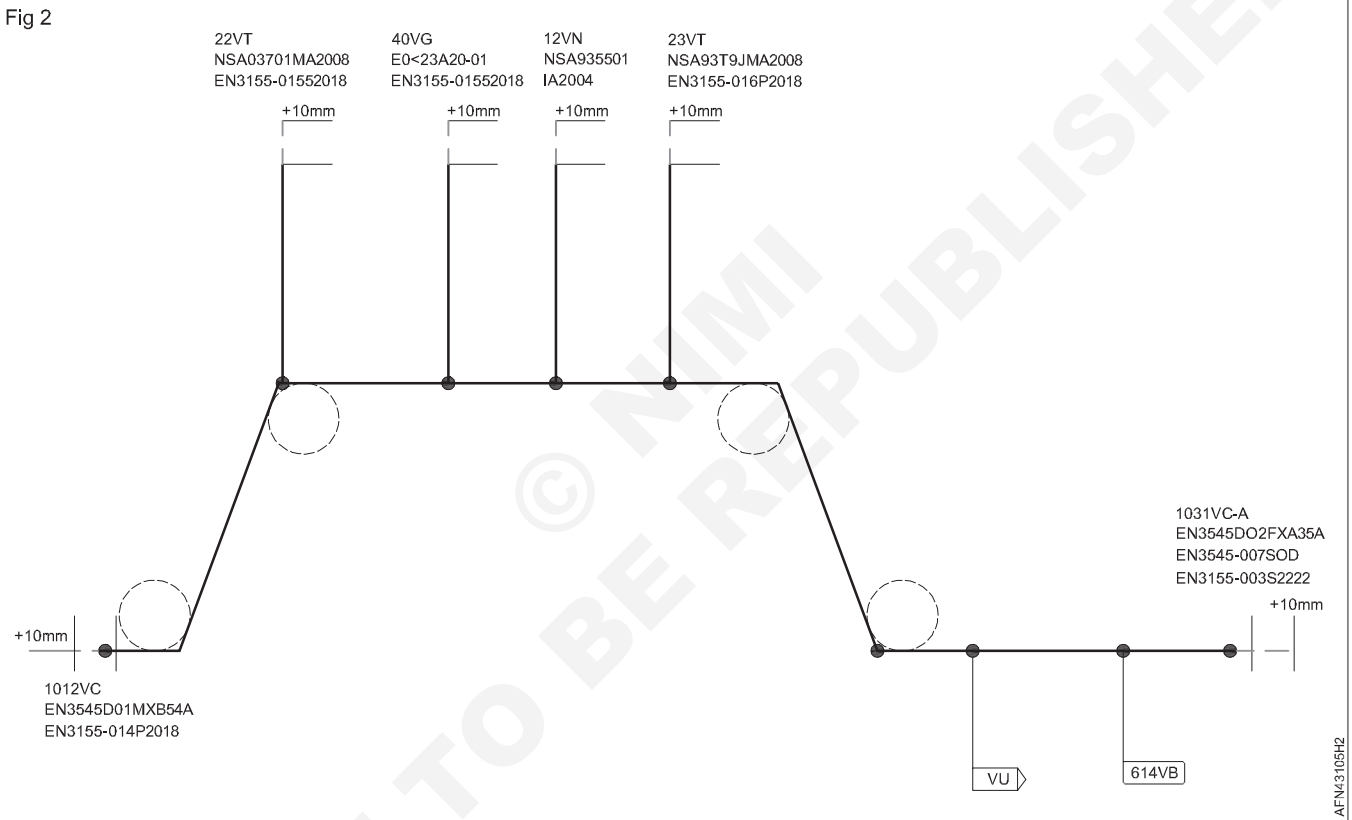 Fig 2
22VT
NSA03701MA2008
EN3155-01552018
+10mm
40VG
E0<23A20-01
EN3155-01552018
+10mm
12VN
NSA935501
IA2004
+10mm
23VT
NSA93T9JMA2008
EN3155-016P2018
+10mm
+10mm
1012VC
EN3545D01MXB54A
EN3155-014P2018
1031VC-A
EN3545DO2FXA35A
EN3545-007SOD
EN3155-003S2222
+10mm
VU
614VB
AFN43105H2
© NIMI
TO BE REPUBLISHED